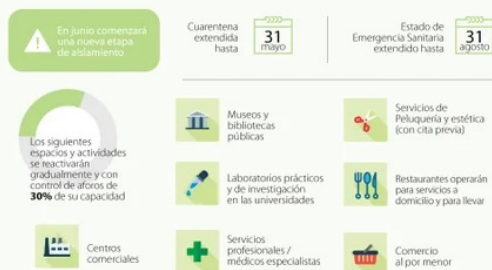 En junio comenzará
una nueva etapa
de aislamiento
Cuarentena
extendida
hasta
31
mayo
Estado de
Emergencia Sanitaria
extendido hasta
31
agosto
Los siguientes
espacios y actividades
se reactivarán
gradualmente y con
control de aforos de
30% de su capacidad
Museos y
bibliotecas
públicas
Servicios de
Peluquería y estética
(con cita previa)
Laboratorios prácticos
y de investigación
en las universidades
Restaurantes operarán
para servicios a
domicilio y para llevar
Centros
comerciales
Servicios
profesionales /
médicos especialistas
Comercio
al por menor